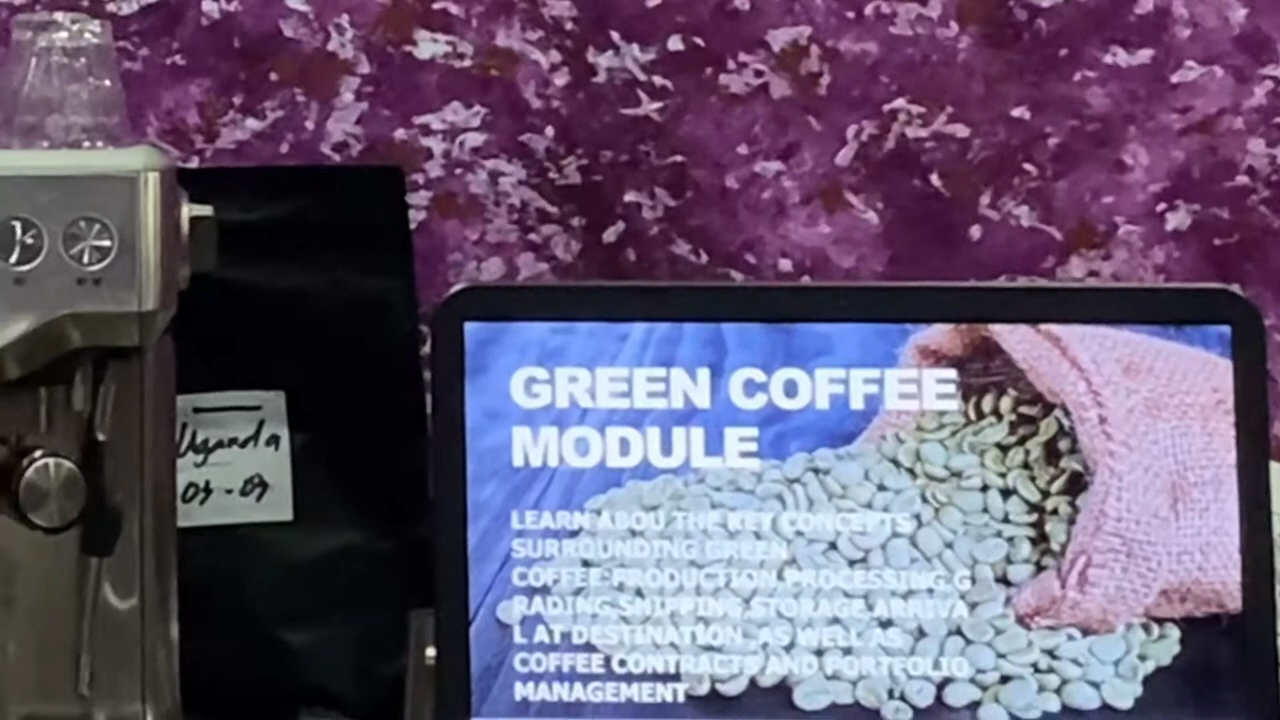 Uganda
03-09
GREEN COFFEE
MODULE
LEARN ABOU THE KEY CONCEPTS
SURROUNDING GREEN
COFFEE PRODUCTION PROCESSING G
RADING SHIPPING STORAGE ARRIVA
L AT DESTINATION AS WELL AS
COFFEE CONTRACTS AND PORTFOLIO
MANAGEMENT